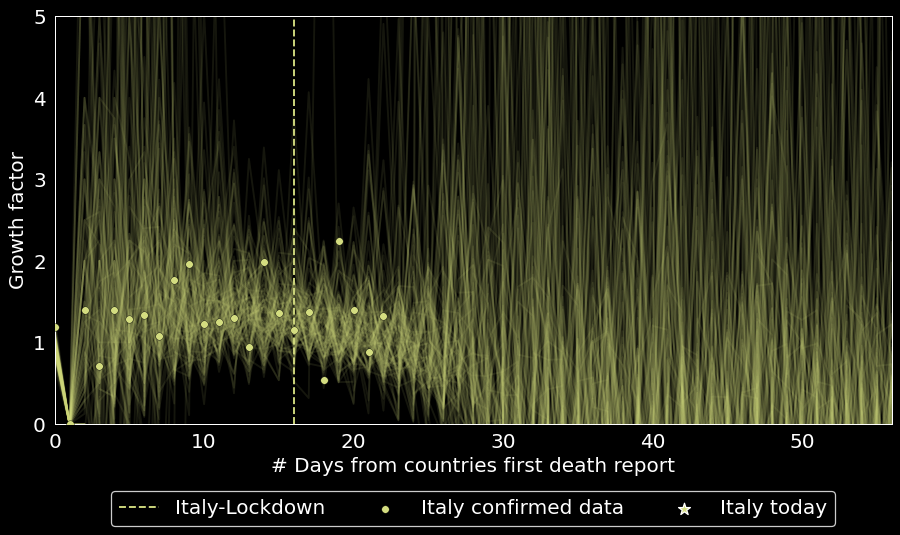 5
4
3
2
1
0
Growth factor
0 10 20 30 40 50
# Days from countries first death report
Italy-Lockdown Italy confirmed data Italy today